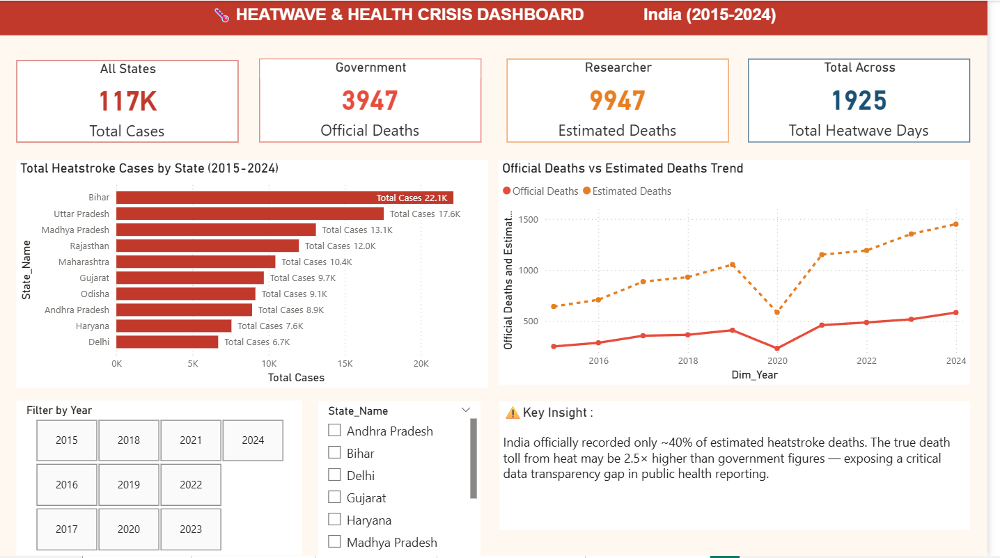 HEATWAVE & HEALTH CRISIS DASHBOARD India (2015-2024)
All States
117K
Total Cases
Government
3947
Official Deaths
Researcher
9947
Estimated Deaths
Total Across
1925
Total Heatwave Days
Total Heatstroke Cases by State (2015-2024)
State_Name
Bihar Total Cases 22.1K
Uttar Pradesh Total Cases 17.6K
Madhya Pradesh Total Cases 13.1K
Rajasthan Total Cases 12.0K
Maharashtra Total Cases 10.4K
Gujarat Total Cases 9.7K
Odisha Total Cases 9.1K
Andhra Pradesh Total Cases 8.9K
Haryana Total Cases 7.6K
Delhi Total Cases 6.7K
0K 5K 10K 15K 20K
Total Cases
Official Deaths vs Estimated Deaths Trend
Official Deaths Estimated Deaths
Official Deaths and Estimat...
1500
1000
500
2016 2018 2020 2022 2024
Dim_Year
Filter by Year
2015 2018 2021 2024
2016 2019 2022
2017 2020 2023
State_Name
Andhra Pradesh
Bihar
Delhi
Gujarat
Haryana
Madhya Pradesh
⚠️ Key Insight :
India officially recorded only ~40% of estimated heatstroke deaths. The true death
toll from heat may be 2.5× higher than government figures — exposing a critical
data transparency gap in public health reporting.